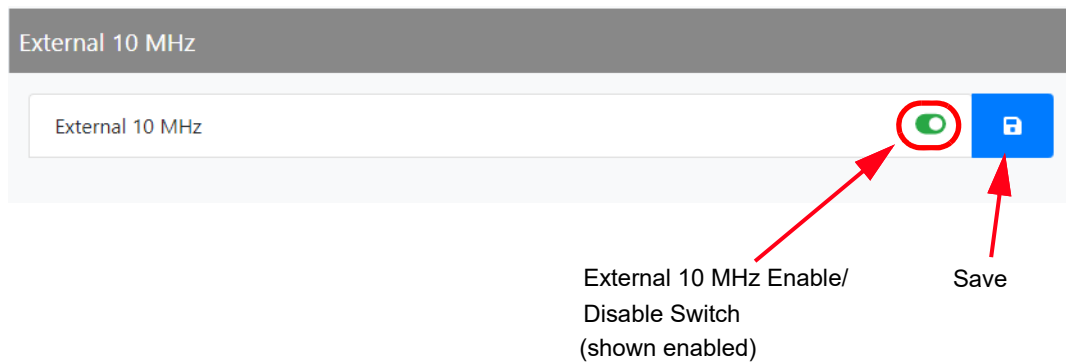 External 10 MHz
External 10 MHz
External 10 MHz Enable/
Disable Switch
(shown enabled)
Save